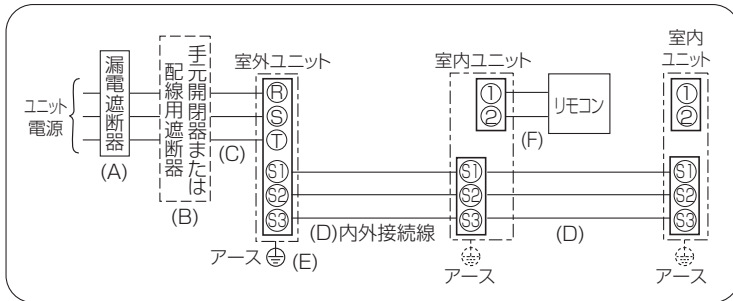 ユニット
電源
漏電遮断器
(A)
手元開閉器または
配線用遮断器
(B)
(C)
室外ユニット
R
S
T
S1
S2
S3
アース
(E)
(D)内外接続線
室内ユニット
1
2
(F)
リモコン
S1
S2
S3
アース
(D)
室内
ユニット
1
2
S1
S2
S3
アース